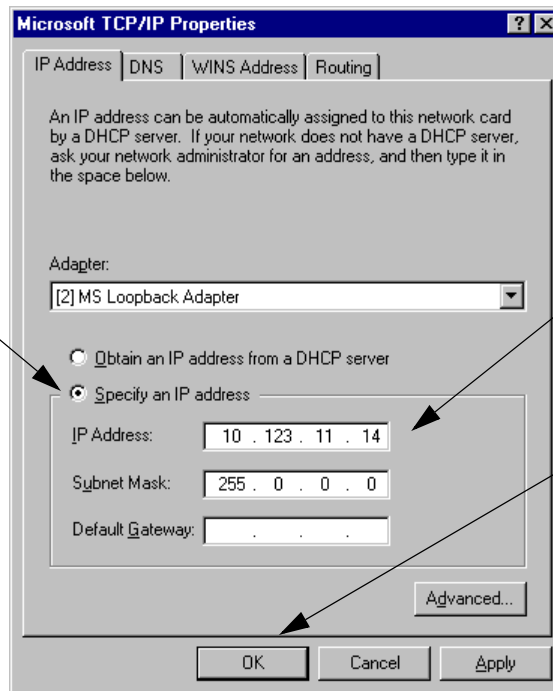 Microsoft TCP/IP Properties
IP Address DNS WINS Address Routing
An IP address can be automatically assigned to this network card
by a DHCP server. If your network does not have a DHCP server,
ask your network administrator for an address, and then type it in
the space below.
Adapter:
[2] MS Loopback Adapter
Obtain an IP address from a DHCP server
Specify an IP address
IP Address: 10 . 123 . 11 . 14
Subnet Mask: 255 . 0 . 0 . 0
Default Gateway: . . .
Advanced...
OK Cancel Apply